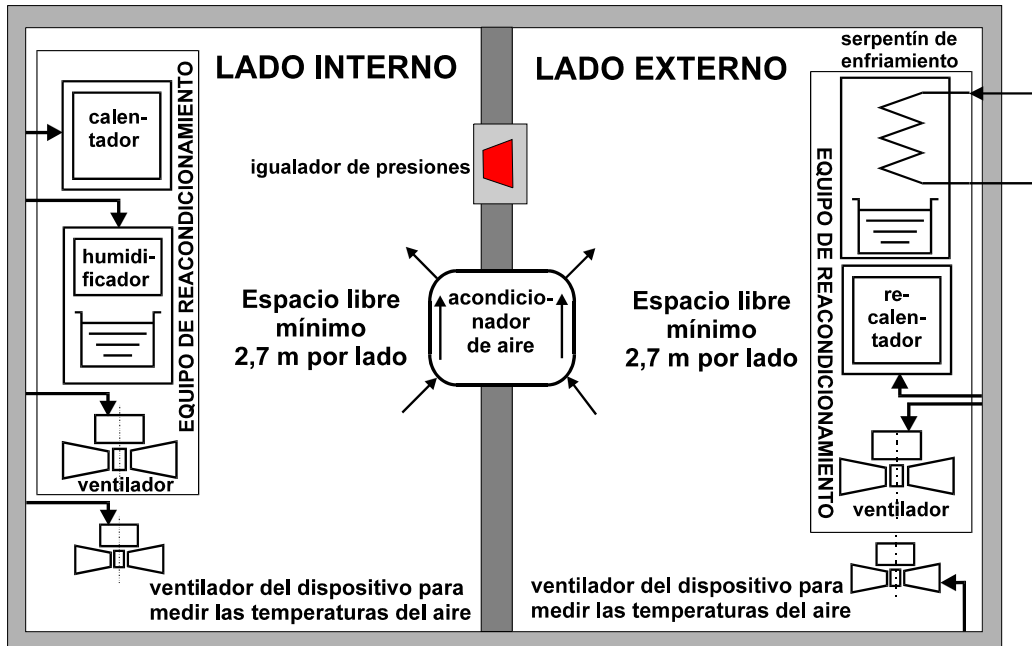 LADO INTERNO
calen-
tador
EQUIPO DE REACONDICIONAMIENTO
humidi-
ficador
ventilador
igualador de presiones
Espacio libre
mínimo
2,7 m por lado
acondicio-
nador
de aire
ventilador del dispositivo para
medir las temperaturas del aire
LADO EXTERNO
serpentín de
enfriamiento
EQUIPO DE REACONDICIONAMIENTO
Espacio libre
mínimo
2,7 m por lado
re-
calen-
tador
ventilador
ventilador del dispositivo para
medir las temperaturas del aire